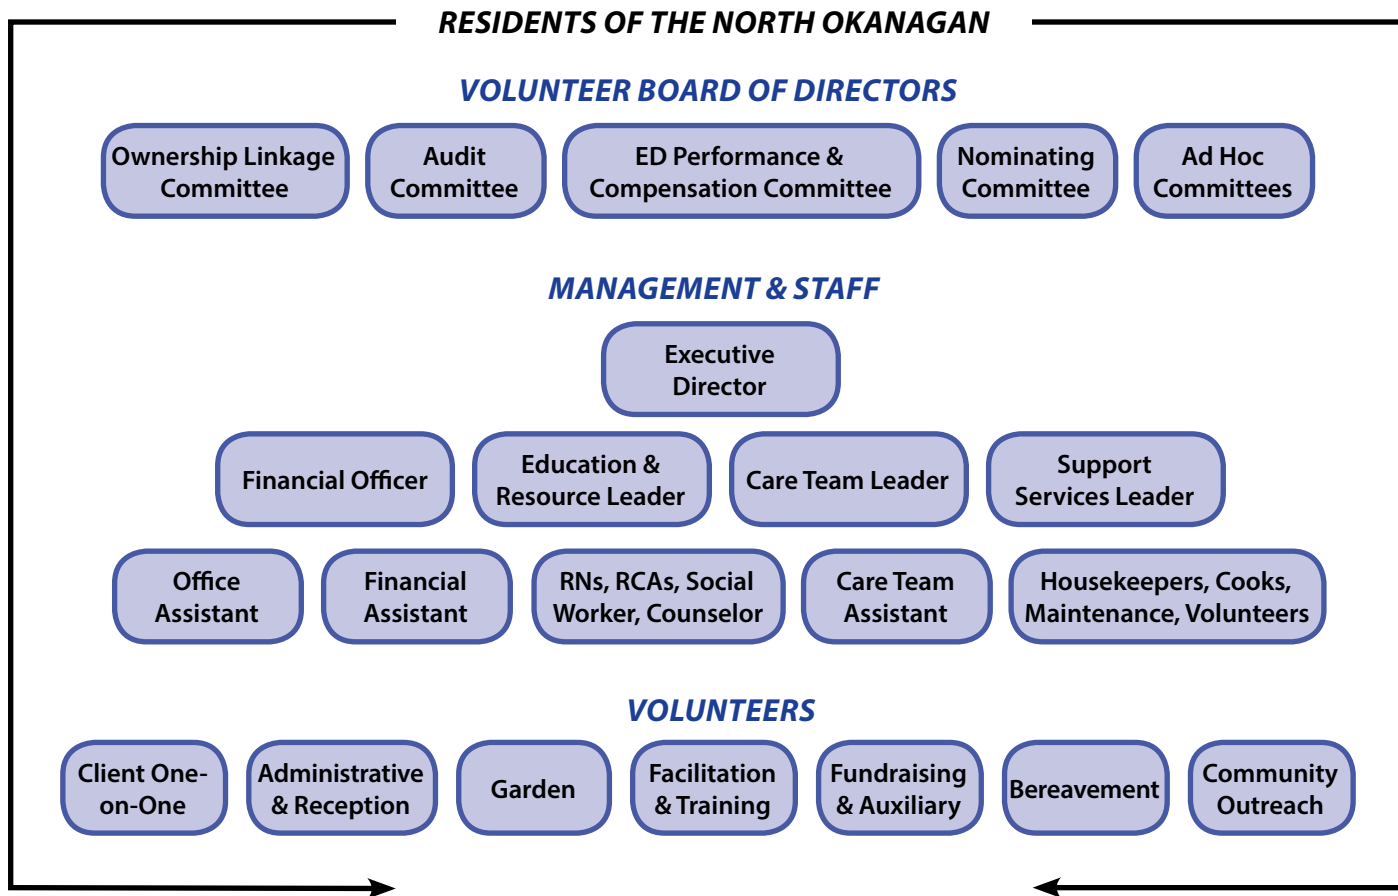 RESIDENTS OF THE NORTH OKANAGAN
VOLUNTEER BOARD OF DIRECTORS
Ownership Linkage
Committee
Audit
Committee
ED Performance &
Compensation Committee
Nominating
Committee
Ad Hoc
Committees
MANAGEMENT & STAFF
Executive
Director
Financial Officer
Education &
Resource Leader
Care Team Leader
Support
Services Leader
Office
Assistant
Financial
Assistant
RNs, RCAs, Social
Worker, Counselor
Care Team
Assistant
Housekeepers, Cooks,
Maintenance, Volunteers
VOLUNTEERS
Client One-
on-One
Administrative
& Reception
Garden
Facilitation
& Training
Fundraising
& Auxiliary
Bereavement
Community
Outreach